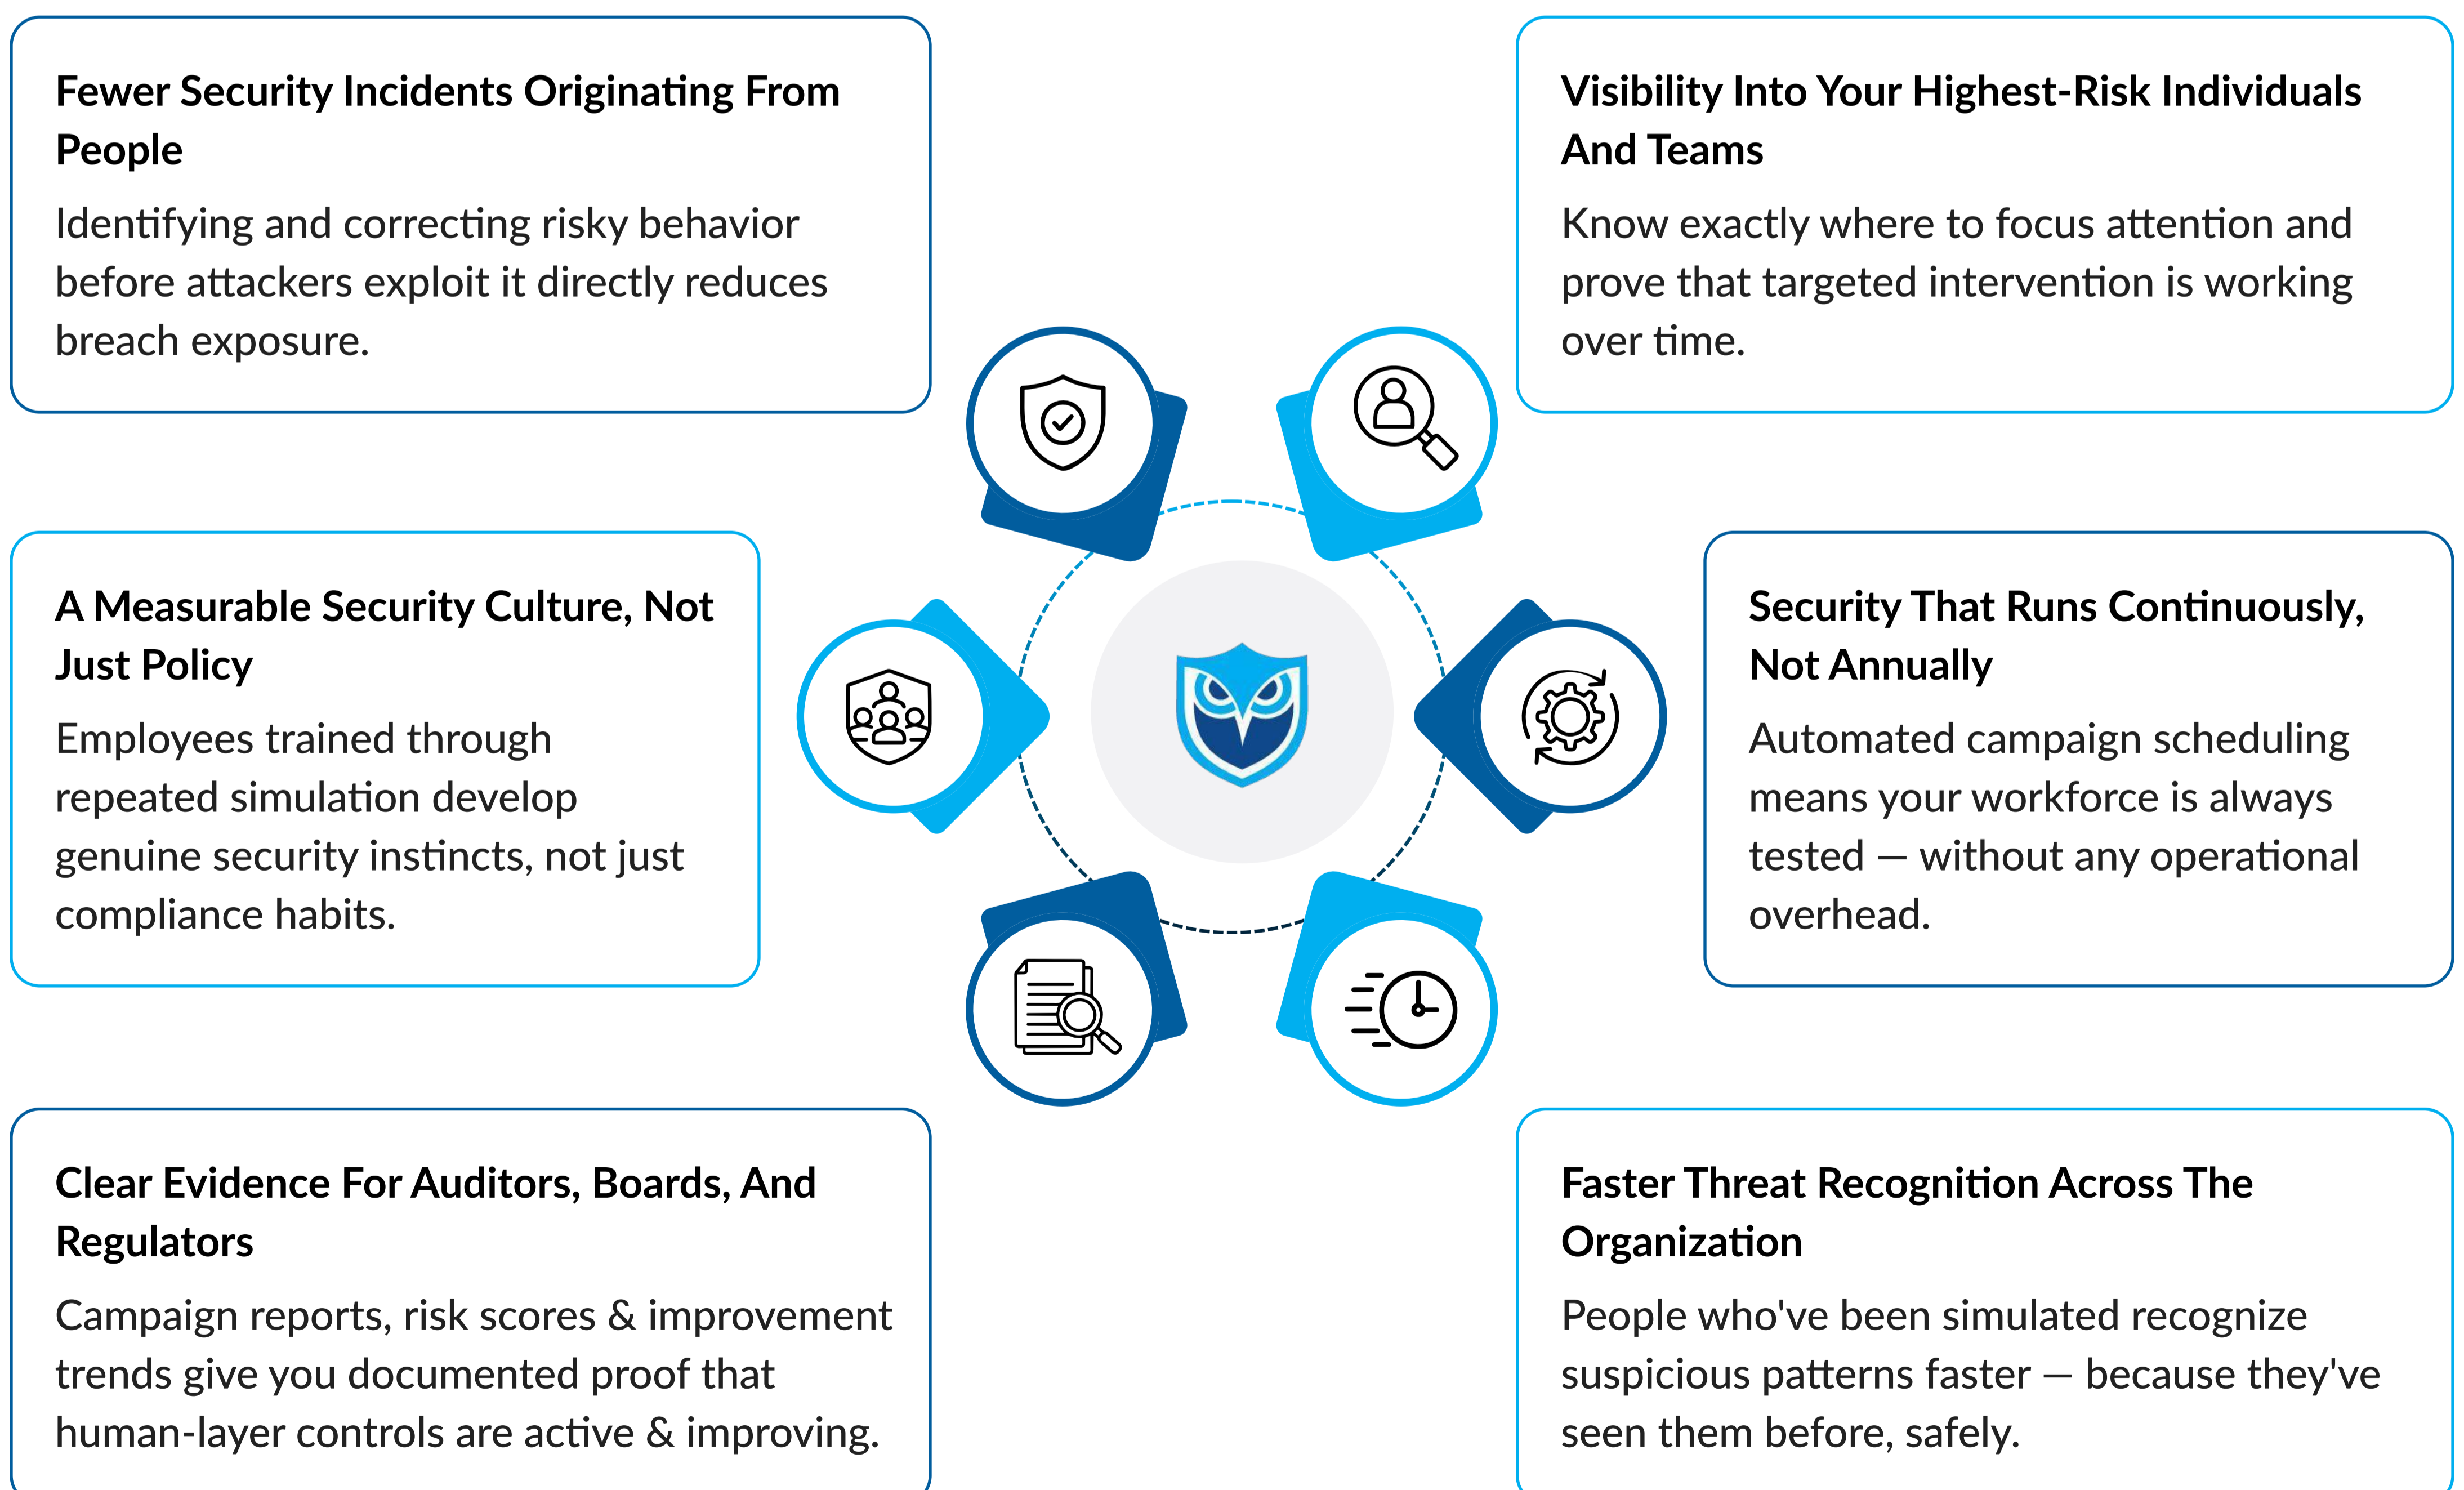 Fewer Security Incidents Originating From
People
Identifying and correcting risky behavior
before attackers exploit it directly reduces
breach exposure.
Visibility Into Your Highest-Risk Individuals
And Teams
Know exactly where to focus attention and
prove that targeted intervention is working
over time.
A Measurable Security Culture, Not
Just Policy
Employees trained through
repeated simulation develop
genuine security instincts, not just
compliance habits.
Security That Runs Continuously,
Not Annually
Automated campaign scheduling
means your workforce is always
tested — without any operational
overhead.
Clear Evidence For Auditors, Boards, And
Regulators
Campaign reports, risk scores & improvement
trends give you documented proof that
human-layer controls are active & improving.
Faster Threat Recognition Across The
Organization
People who've been simulated recognize
suspicious patterns faster — because they've
seen them before, safely.